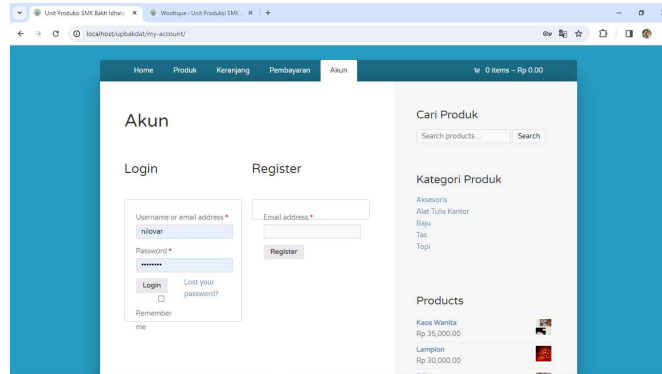 Unit Produksi SMK Bakti Idhata
Wootique ‹ Unit Produksi SMK
localhost/upbakdat/my-account/
Home Produk Keranjang Pembayaran Akun
0 items – Rp 0.00
Akun
Login
Username or email address *
nilovar
Password *
••••••••
Login
Lost your
password?
Remember
me
Register
Email address *
Register
Cari Produk
Search products...
Search
Kategori Produk
Aksesoris
Alat Tulis Kantor
Baju
Tas
Topi
Products
Kaos Wanita
Rp 35,000.00
Lampion
Rp 30,000.00